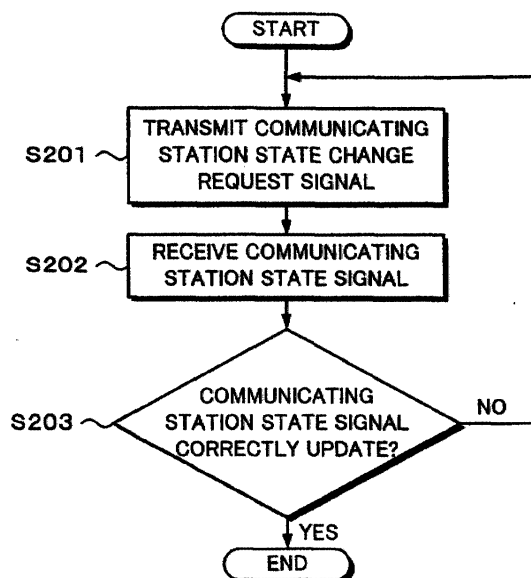 START
S201
TRANSMIT COMMUNICATING
STATION STATE CHANGE
REQUEST SIGNAL
S202
RECEIVE COMMUNICATING
STATION STATE SIGNAL
S203
COMMUNICATING
STATION STATE SIGNAL
CORRECTLY UPDATE?
NO
YES
END